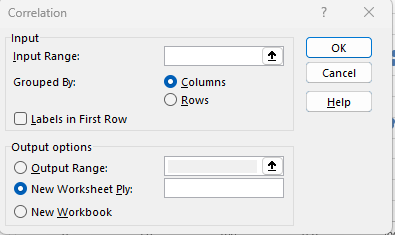 Correlation
?
Input
Input Range:
Grouped By:
Columns
Rows
Labels in First Row
OK
Cancel
Help
Output options
Output Range:
New Worksheet Ply:
New Workbook